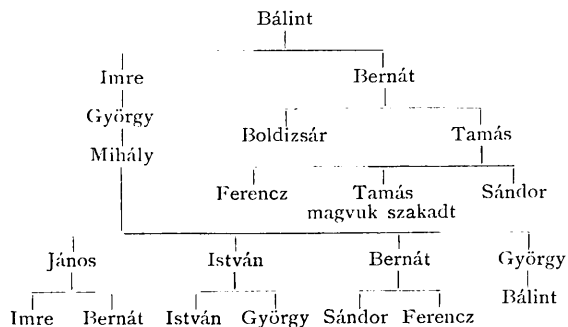 Bálint
Imre Bernát
György
Boldizsár Tamás
Mihály
Ferencz Tamás Sándor
magvuk szakadt
János István Bernát György
Bálint
Imre Bernát István György Sándor Ferencz